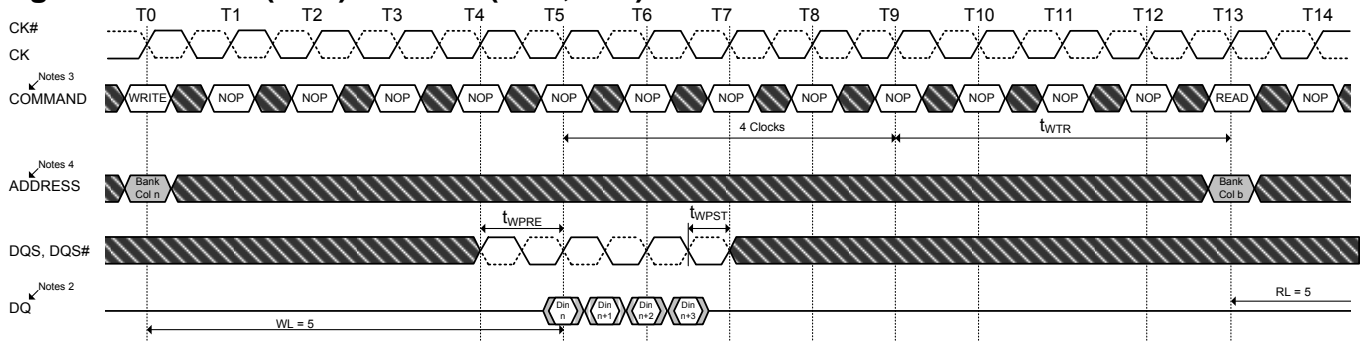 T0 T1 T2 T3 T4 T5 T6 T7 T8 T9 T10 T11 T12 T13 T14
CK#
CK
Notes 3
COMMAND WRITE NOP NOP NOP NOP NOP NOP NOP NOP NOP NOP NOP NOP READ NOP
4 Clocks tWTR
Notes 4
ADDRESS
Bank
Col n
Bank
Col b
tWPRE tWPST
DQS, DQS#
Notes 2
DQ
Din
n
Din
n+1
Din
n+2
Din
n+3
RL = 5
WL = 5